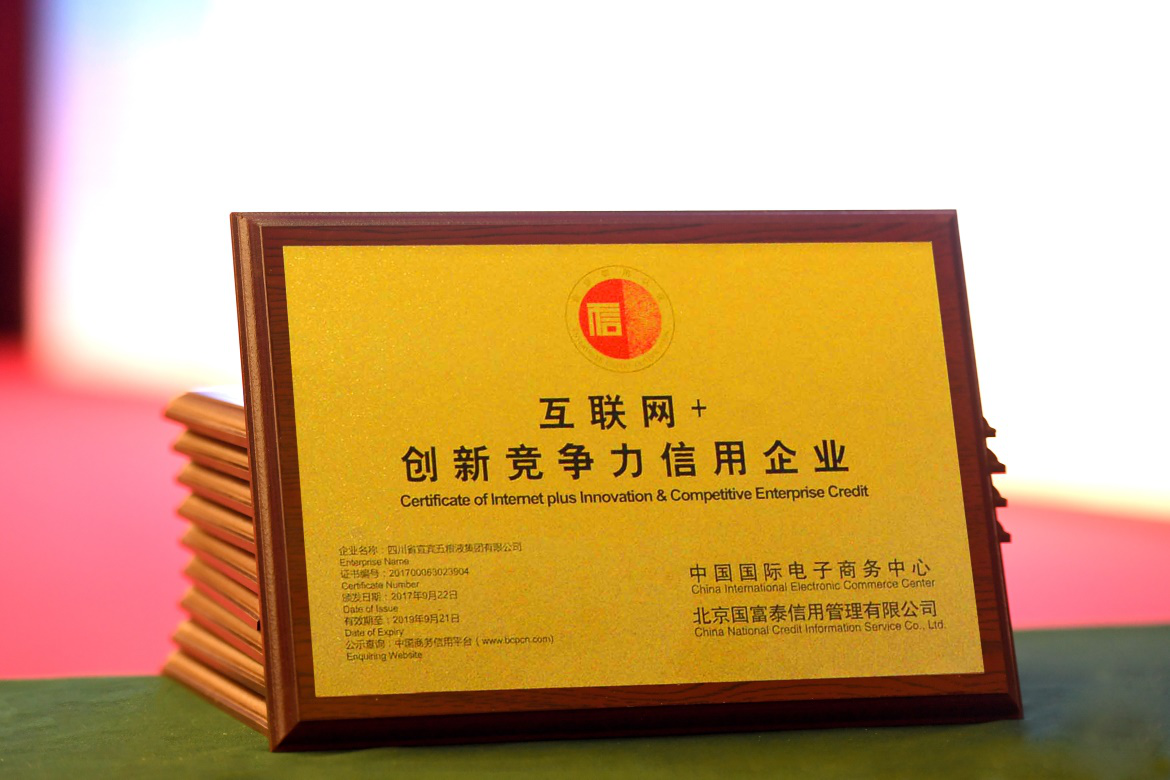 信
互联网+
创新竞争力信用企业
Certificate of Internet plus Innovation & Competitive Enterprise Credit
企业名称：四川省宜宾五粮液集团有限公司
Enterprise Name
证书编号：201700063023904
Certificate Number
颁发日期：2017年9月22日
Date of Issue
有效期至：2019年9月21日
Date of Expiry
公示查询：中国商务信用平台（www.bcpcn.com)
Enquiring Website
中国国际电子商务中心
China International Electronic Commerce Center
北京国富泰信用管理有限公司
China National Credit Information Service Co., Ltd.